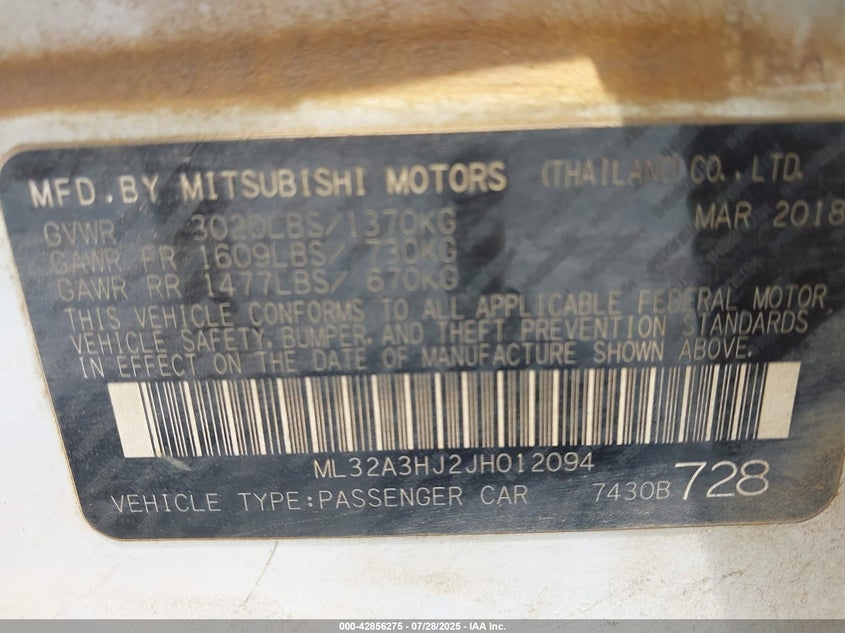 MFD.BY MITSUBISHI MOTORS (THAILAND) CO.,LTD.
GVWR 3020LBS/1370KG MAR 2018
GAWR FR 1609LBS/ 730KG
GAWR RR 1477LBS/ 670KG
THIS VEHICLE CONFORMS TO ALL APPLICABLE FEDERAL MOTOR
VEHICLE SAFETY, BUMPER, AND THEFT PREVENTION STANDARDS
IN EFFECT ON THE DATE OF MANUFACTURE SHOWN ABOVE.
ML32A3HJ2JH012094
VEHICLE TYPE:PASSENGER CAR 7430B 728
000-42856275 - 07/28/2025 - IAA Inc.